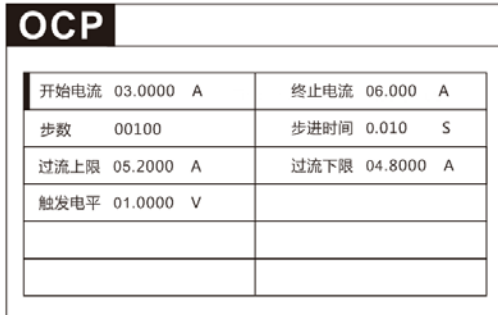 OCP
开始电流 03.0000 A 终止电流 06.000 A
步数 00100 步进时间 0.010 S
过流上限 05.2000 A 过流下限 04.8000 A
触发电平 01.0000 V